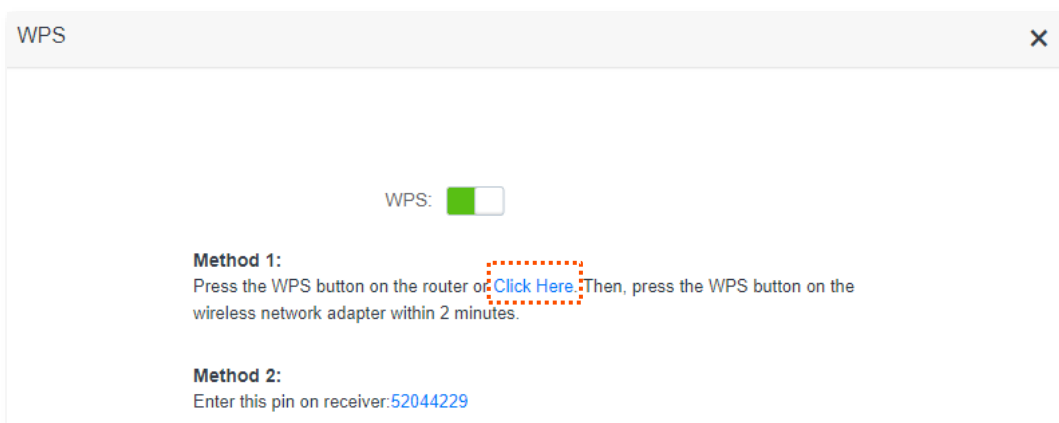 WPS
WPS:
Method 1:
Press the WPS button on the router or Click Here. Then, press the WPS button on the
wireless network adapter within 2 minutes.
Method 2:
Enter this pin on receiver:52044229